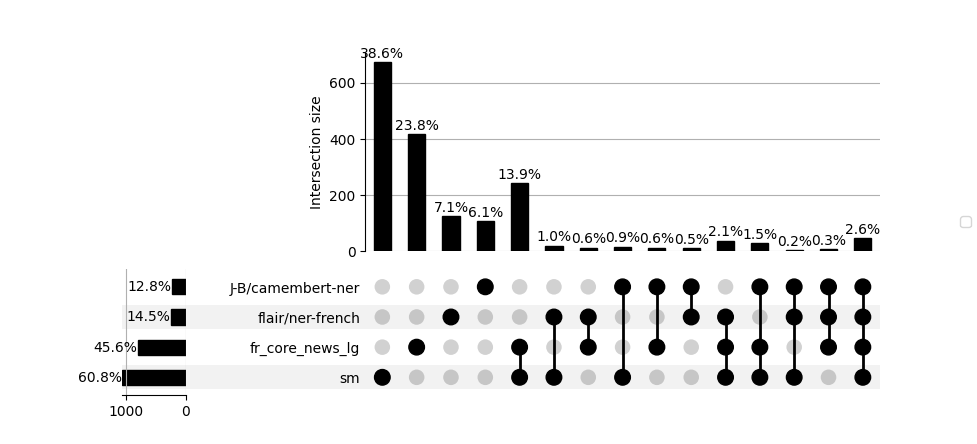 38.6%
600
23.8%
400
Intersection size
13.9%
200
7.1% 6.1%
1.0% 0.6% 0.9% 0.6% 0.5% 2.1% 1.5% 0.2% 0.3% 2.6%
0
12.8% J-B/camembert-ner
14.5% flair/ner-french
45.6% fr_core_news_lg
60.8% sm
1000 0